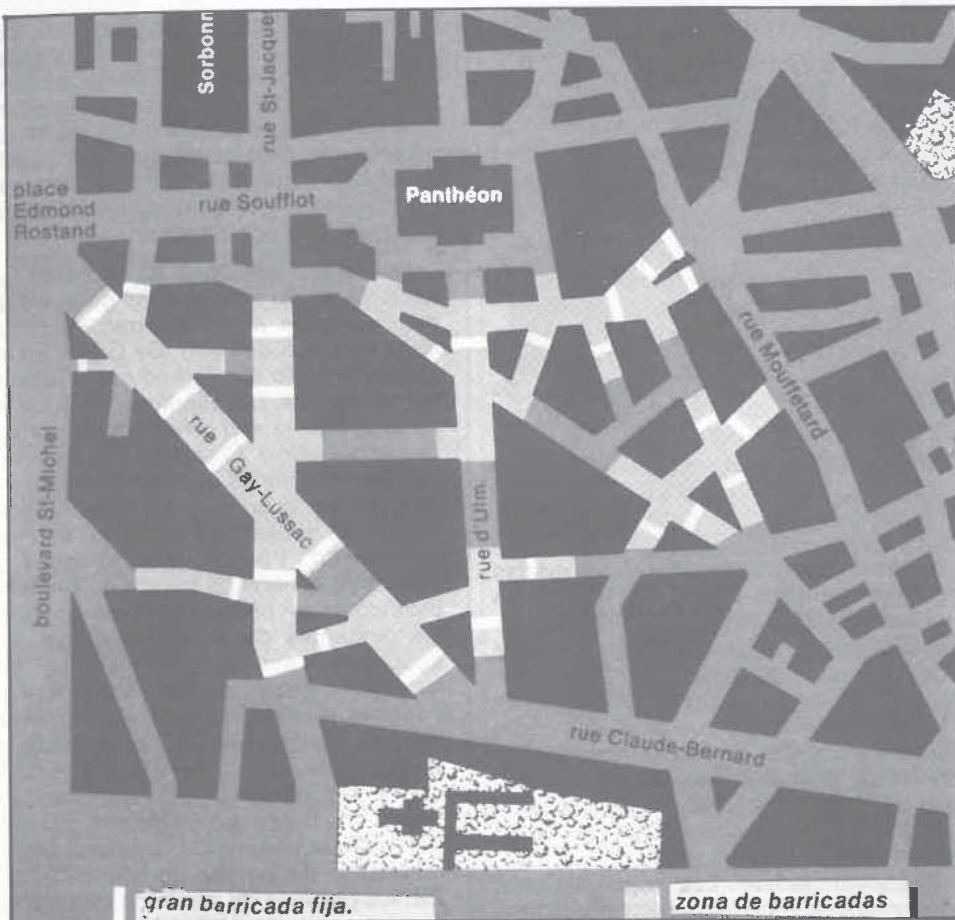 Sorbonn
rue St-Jacques
place
Edmond
Rostand
rue Soufflot
Panthéon
rue Mouffetard
rue
Gay-Lussac
boulevard St-Michel
rue d'Ulm.
rue Claude-Bernard
gran barricada fija.
zona de barricadas